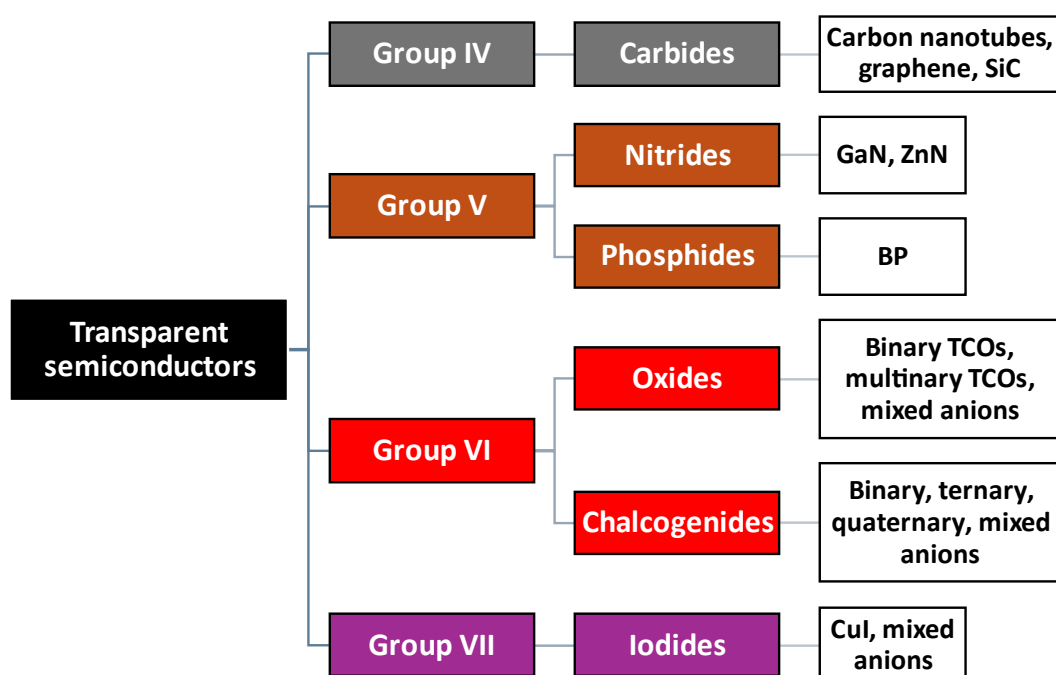 Transparent
semiconductors
Group IV
Carbides
Carbon nanotubes,
graphene, SiC
Group V
Nitrides
GaN, ZnN
Phosphides
BP
Group VI
Oxides
Binary TCOs,
multinary TCOs,
mixed anions
Chalcogenides
Binary, ternary,
quaternary, mixed
anions
Group VII
Iodides
CuI, mixed
anions